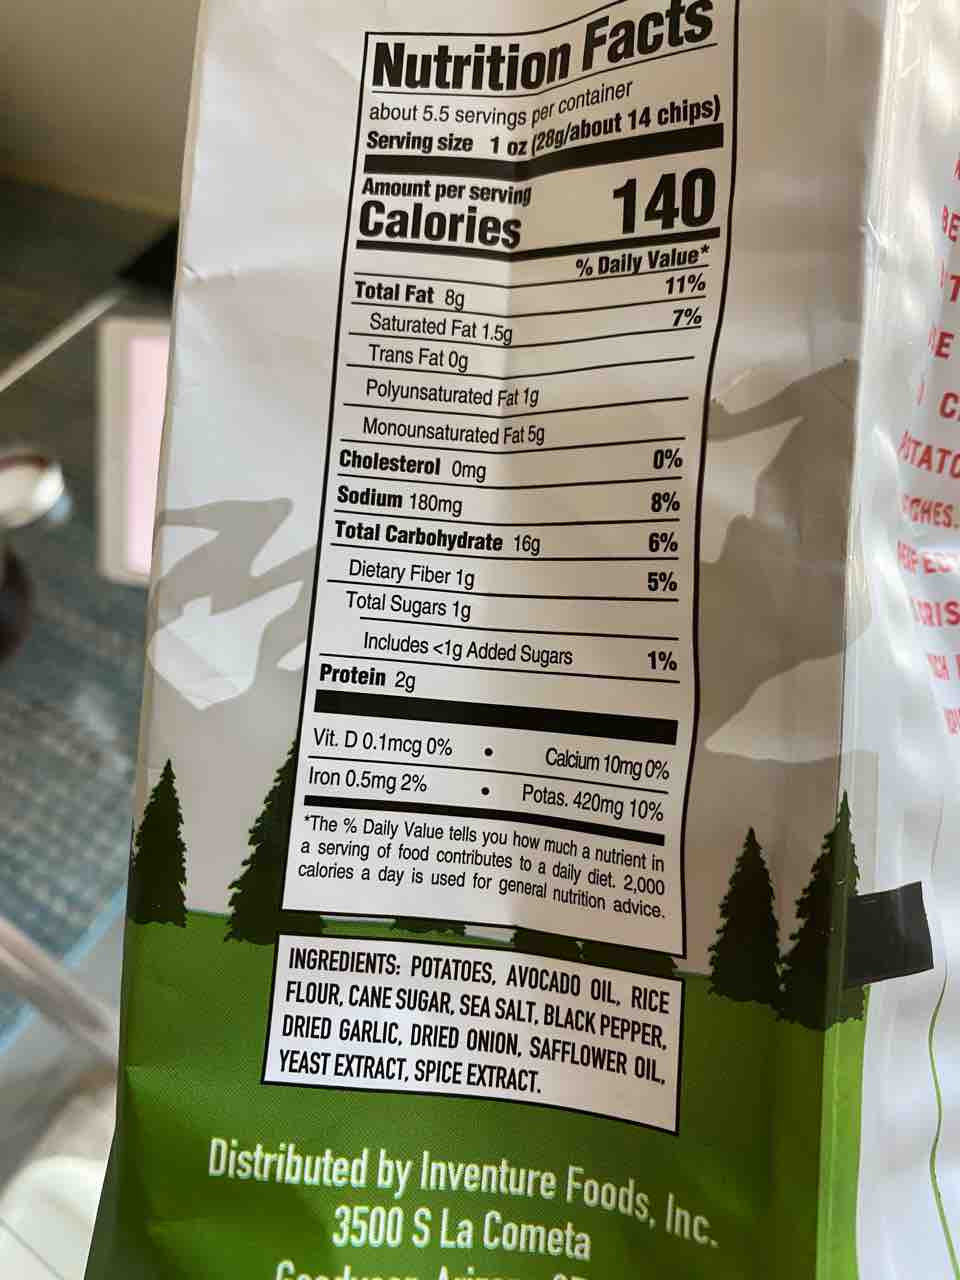 Nutrition Facts
about 5.5 servings per container
Serving size 1 oz (28g/about 14 chips)
Amount per serving
Calories 140
% Daily Value*
Total Fat 8g 11%
Saturated Fat 1.5g 7%
Trans Fat 0g
Polyunsaturated Fat 1g
Monounsaturated Fat 5g
Cholesterol 0mg 0%
Sodium 180mg 8%
Total Carbohydrate 16g 6%
Dietary Fiber 1g 5%
Total Sugars 1g
Includes <1g Added Sugars 1%
Protein 2g
Vit. D 0.1mcg 0% • Calcium 10mg 0%
Iron 0.5mg 2% • Potas. 420mg 10%
*The % Daily Value tells you how much a nutrient in
a serving of food contributes to a daily diet. 2,000
calories a day is used for general nutrition advice.
INGREDIENTS: POTATOES, AVOCADO OIL, RICE
FLOUR, CANE SUGAR, SEA SALT, BLACK PEPPER,
DRIED GARLIC, DRIED ONION, SAFFLOWER OIL,
YEAST EXTRACT, SPICE EXTRACT.
Distributed by Inventure Foods, Inc.
3500 S La Cometa